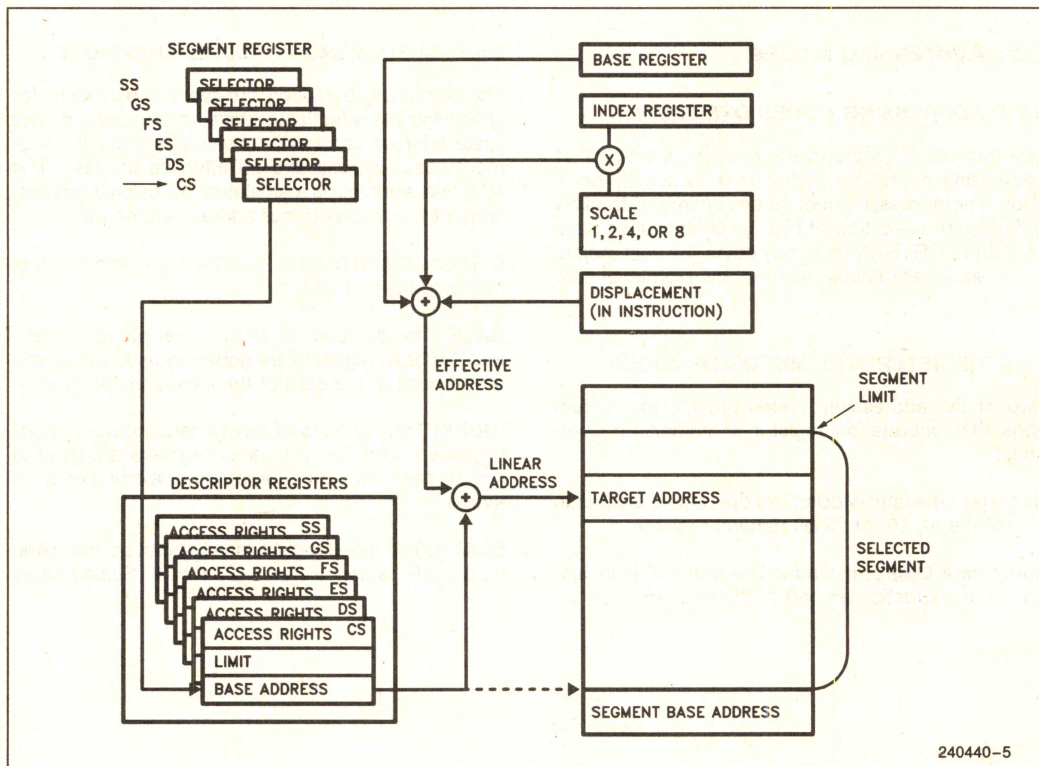 SEGMENT REGISTER
SS
GS
FS
ES
DS
CS
SELECTOR
SELECTOR
SELECTOR
SELECTOR
SELECTOR
SELECTOR
BASE REGISTER
INDEX REGISTER
X
SCALE
1, 2, 4, OR 8
+
DISPLACEMENT
(IN INSTRUCTION)
EFFECTIVE
ADDRESS
SEGMENT
LIMIT
+
LINEAR
ADDRESS
TARGET ADDRESS
SELECTED
SEGMENT
SEGMENT BASE ADDRESS
DESCRIPTOR REGISTERS
ACCESS RIGHTS SS
ACCESS RIGHTS GS
ACCESS RIGHTS FS
ACCESS RIGHTS ES
ACCESS RIGHTS DS
ACCESS RIGHTS CS
LIMIT
BASE ADDRESS
240440-5